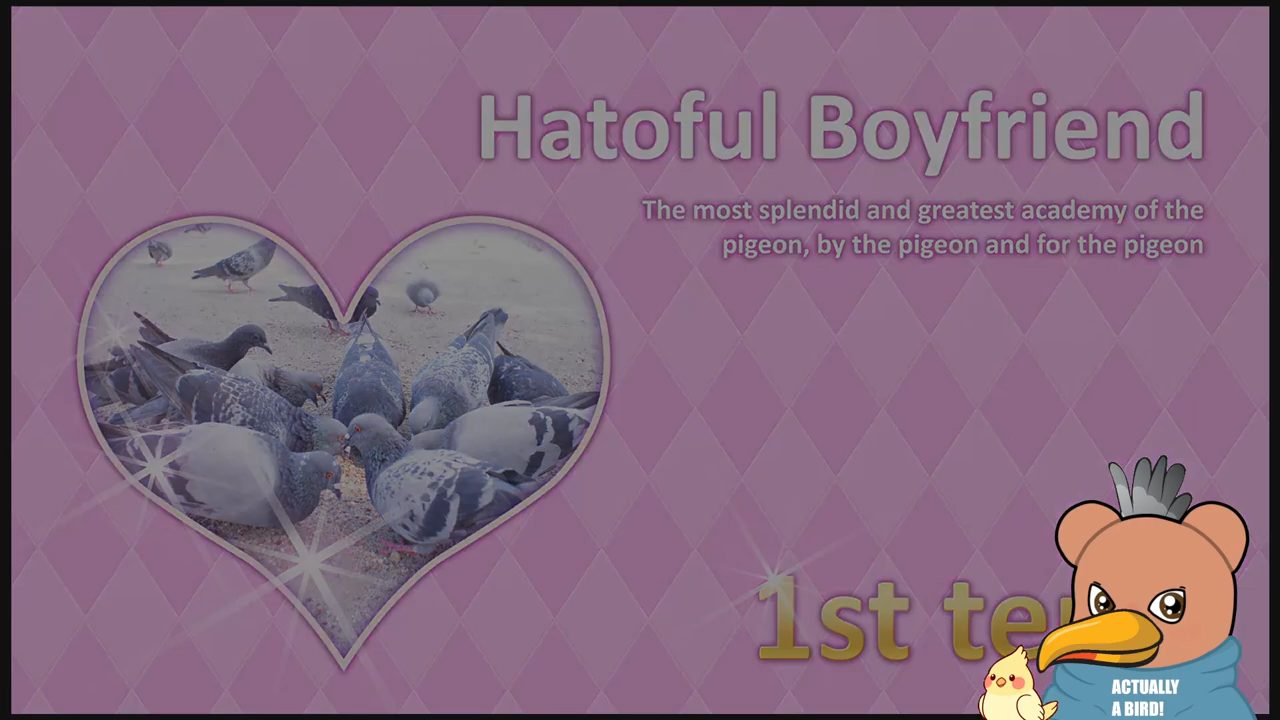 Hatoful Boyfriend
The most splendid and greatest academy of the
pigeon, by the pigeon and for the pigeon
1st te
ACTUALLY
A BIRD!